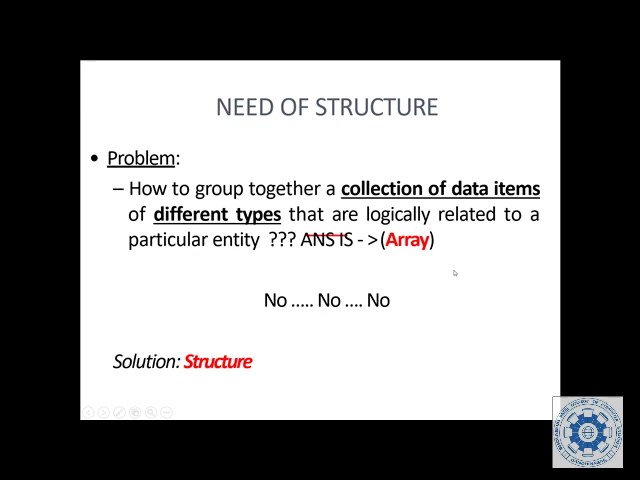 NEED OF STRUCTURE
• Problem:
– How to group together a collection of data items
of different types that are logically related to a
particular entity ??? ANS IS - >(Array)
No ..... No .... No
Solution: Structure